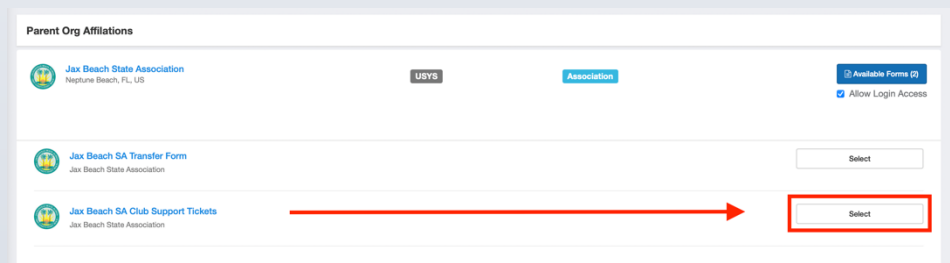 Parent Org Affilations
Jax Beach State Association
Neptune Beach, FL, US
USYS
Association
Available Forms (2)
Allow Login Access
Jax Beach SA Transfer Form
Jax Beach State Association
Select
Jax Beach SA Club Support Tickets
Jax Beach State Association
Select